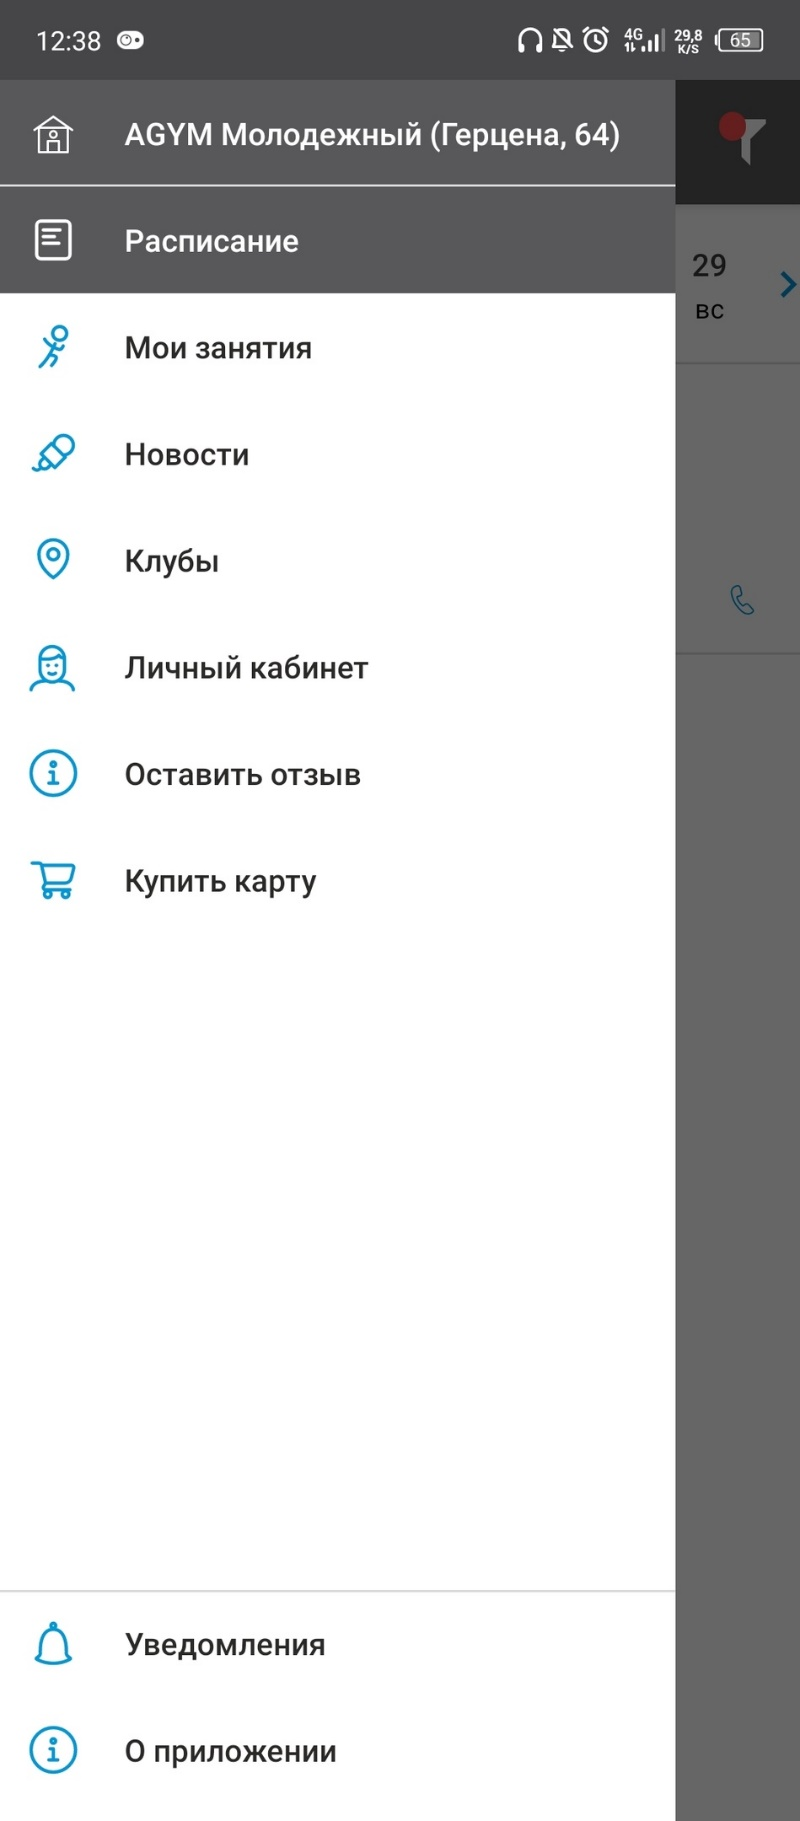 12:38
4G
29,8
K/S
65
AGYM Молодежный (Герцена, 64)
Расписание
29
вс
Мои занятия
Новости
Клубы
Личный кабинет
Оставить отзыв
Купить карту
Уведомления
О приложении